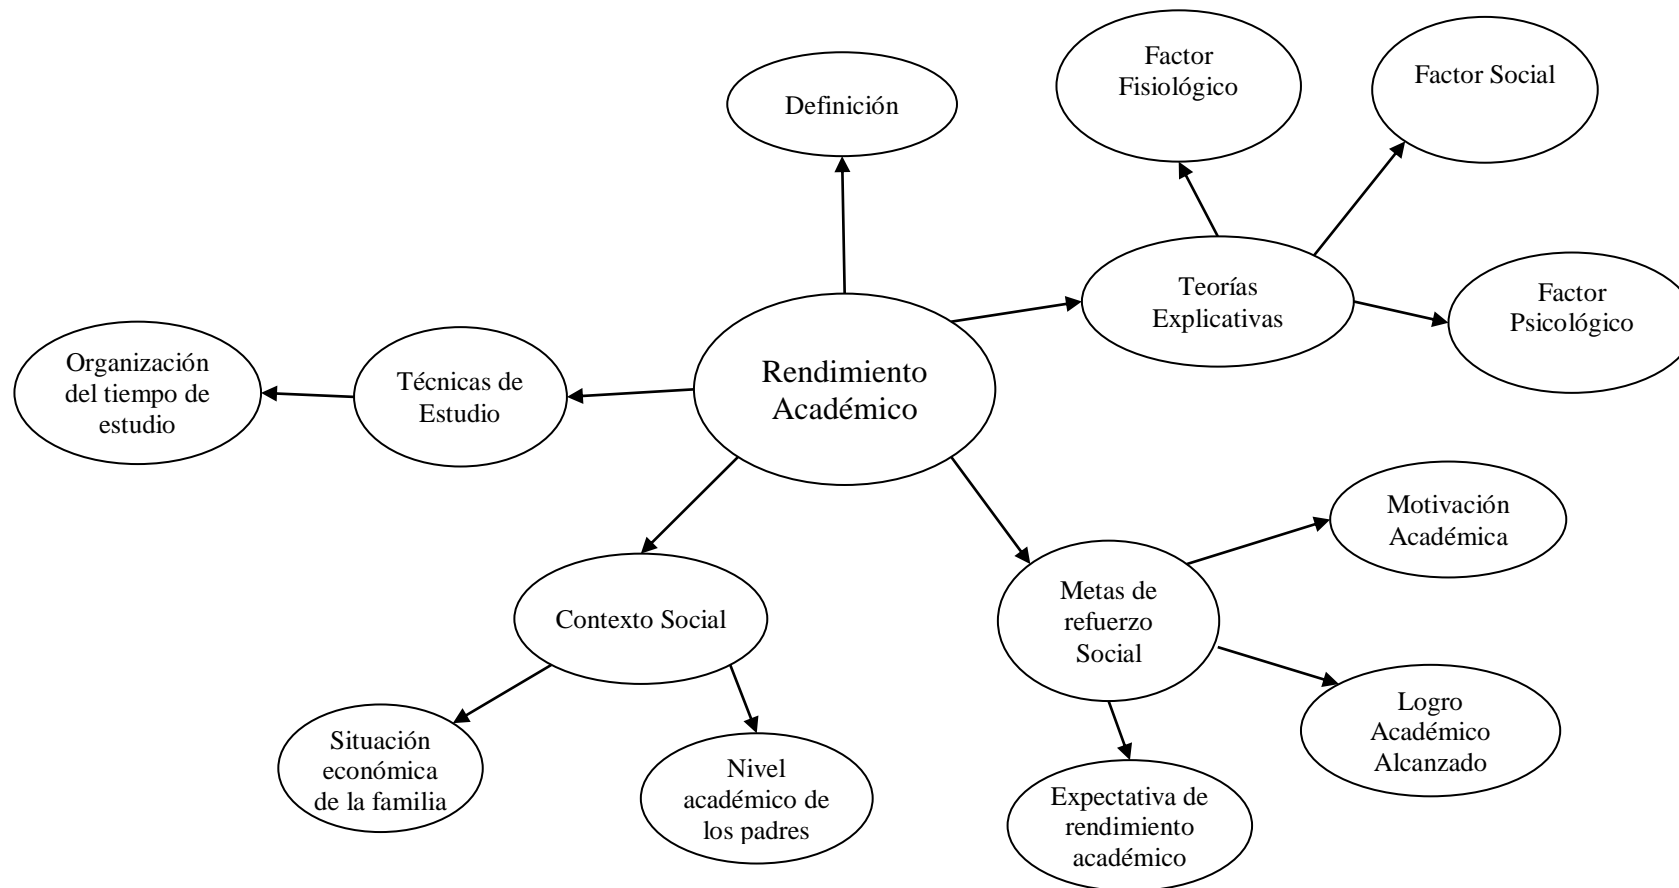 Factor
Fisiológico
Factor Social
Definición
Teorías
Explicativas
Factor
Psicológico
Rendimiento
Académico
Organización
del tiempo de
estudio
Técnicas de
Estudio
Motivación
Académica
Contexto Social
Metas de
refuerzo
Social
Logro
Académico
Alcanzado
Situación
económica
de la familia
Nivel
académico de
los padres
Expectativa de
rendimiento
académico